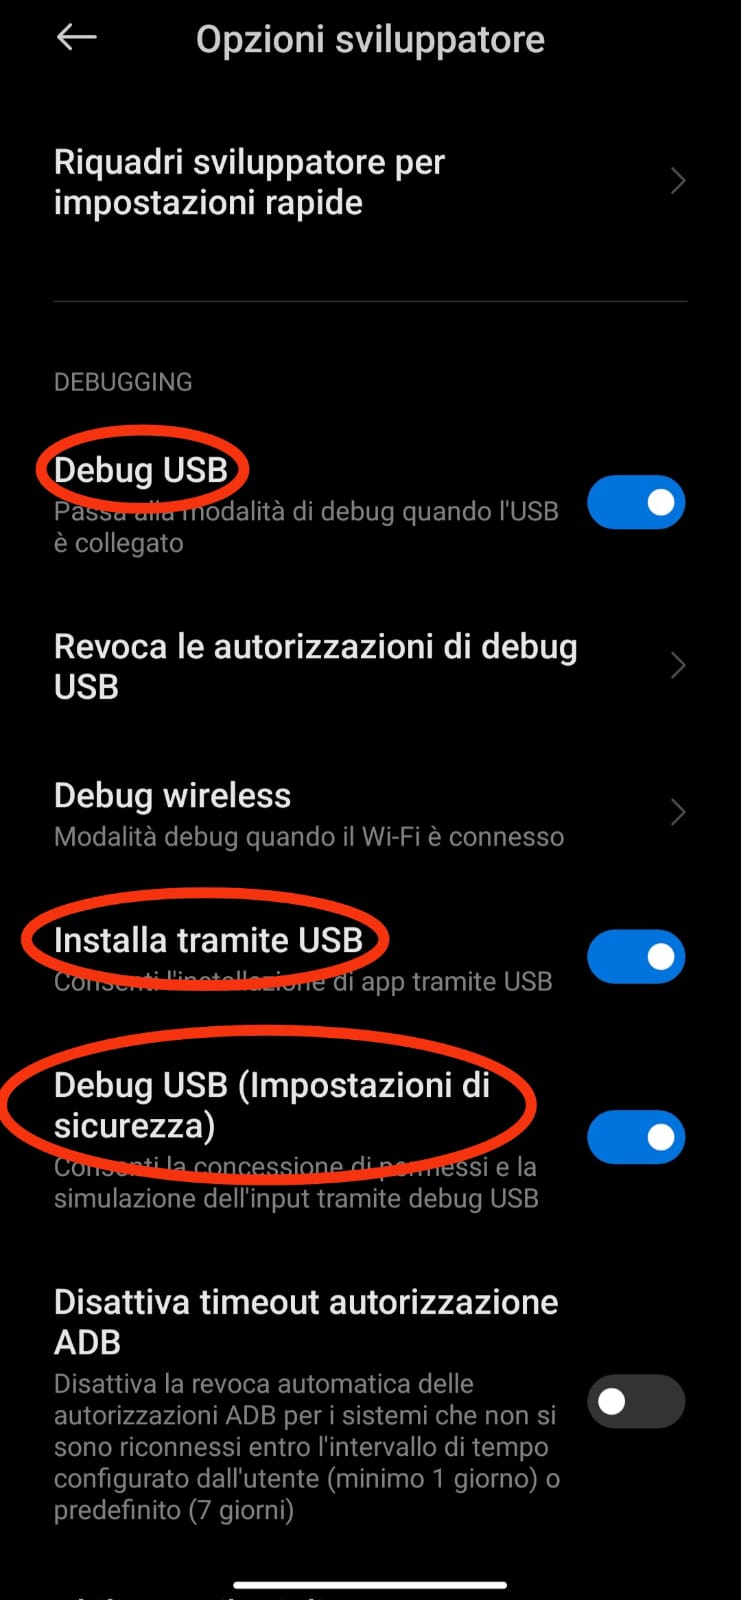 Opzioni sviluppatore
Riquadri sviluppatore per
impostazioni rapide
DEBUGGING
Debug USB
Passa alla modalità di debug quando l'USB
è collegato
Revoca le autorizzazioni di debug
USB
Debug wireless
Modalità debug quando il Wi-Fi è connesso
Installa tramite USB
Consenti l'installazione di app tramite USB
Debug USB (Impostazioni di
sicurezza)
Consenti la concessione di permessi e la
simulazione dell'input tramite debug USB
Disattiva timeout autorizzazione
ADB
Disattiva la revoca automatica delle
autorizzazioni ADB per i sistemi che non si
sono riconnessi entro l'intervallo di tempo
configurato dall'utente (minimo 1 giorno) o
predefinito (7 giorni)